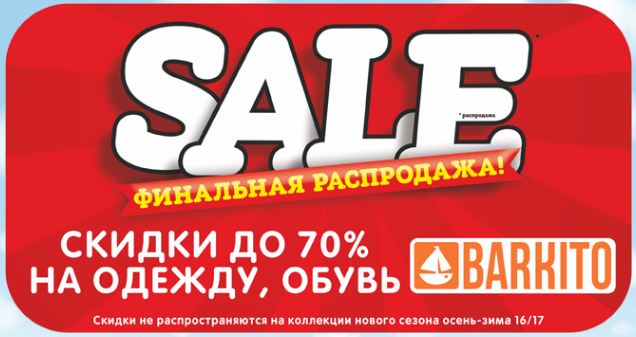 SALE*
*распродажа
ФИНАЛЬНАЯ РАСПРОДАЖА!
СКИДКИ ДО 70%
НА ОДЕЖДУ, ОБУВЬ
BARKITO
Скидки не распространяются на коллекции нового сезона осень-зима 16/17